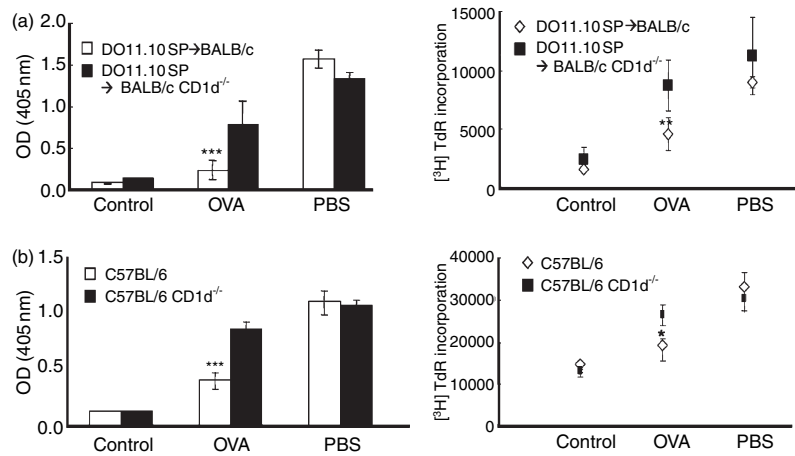 (a)
2.0
1.5
1.0
0.5
0.0
OD (405 nm)
DO11.10 SP→BALB/c
DO11.10 SP
→ BALB/c CD1d-/-
***
Control OVA PBS
15000
10000
5000
0
[³H] TdR incorporation
DO11.10 SP→BALB/c
DO11.10 SP
→ BALB/c CD1d-/-
**
Control OVA PBS
(b)
1.5
1.0
0.5
0.0
OD (405 nm)
C57BL/6
C57BL/6 CD1d-/-
***
Control OVA PBS
40000
30000
20000
10000
0
[³H] TdR incorporation
C57BL/6
C57BL/6 CD1d-/-
*
Control OVA PBS